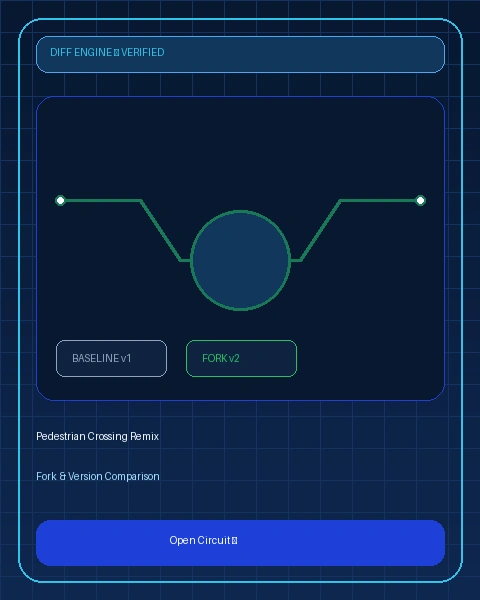 DIFF ENGINE VERIFIED
BASELINE v1
FORK v2
Pedestrian Crossing Remix
Fork & Version Comparison
Open Circuit